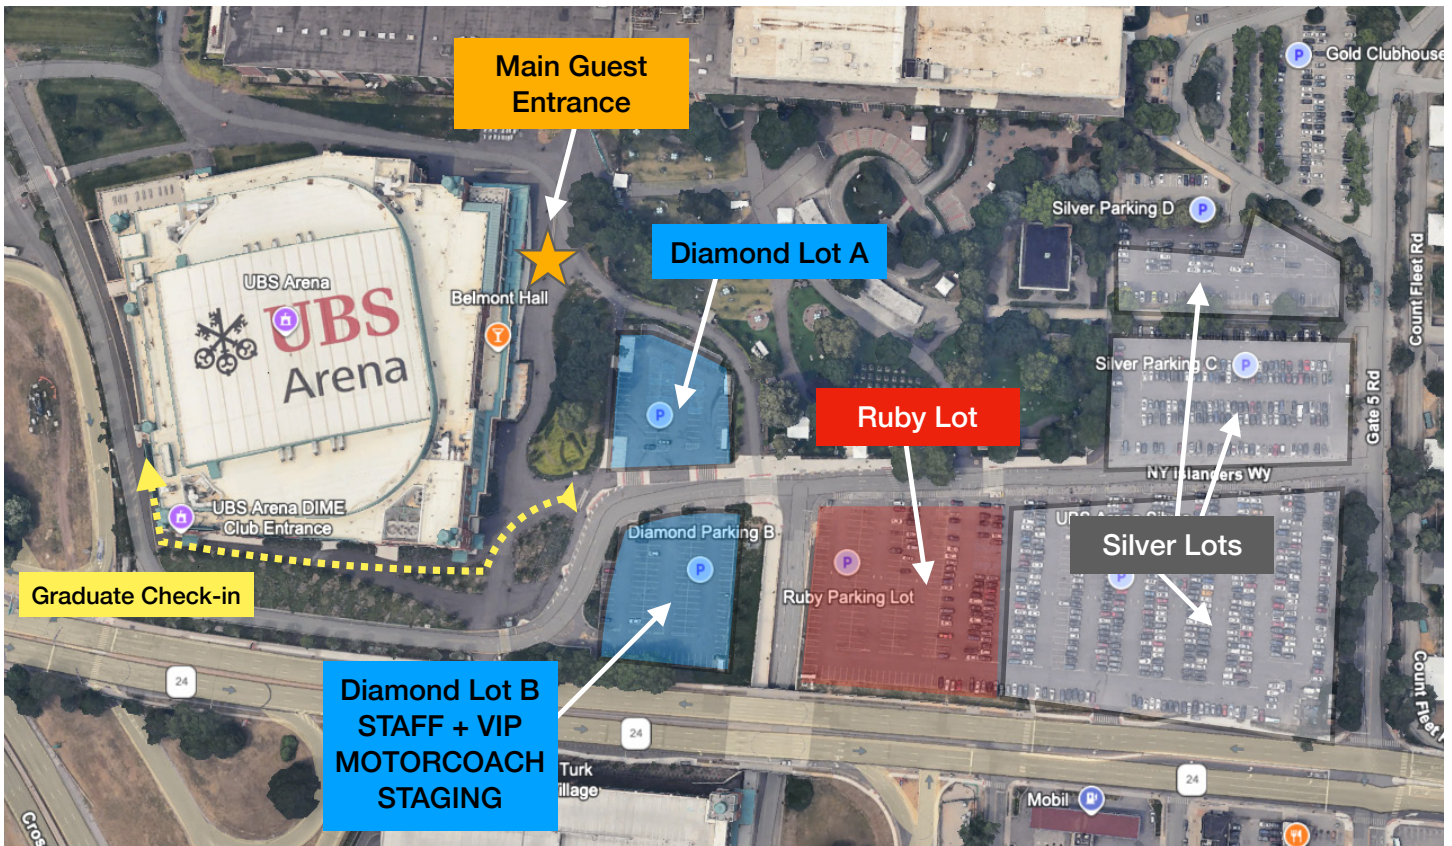 Main Guest
Entrance
Gold Clubhouse
Silver Parking D
Diamond Lot A
UBS Arena
UBS
Arena
Belmont Hall
Count Fleet Rd
Silver Parking C
Ruby Lot
Gate 5 Rd
NY Islanders Wy
UBS Arena DIME
Club Entrance
Diamond Parking B
Silver Lots
Graduate Check-in
Ruby Parking Lot
Diamond Lot B
STAFF + VIP
MOTORCOACH
STAGING
24
24
24
Turk
Village
Mobil
Count Fleet
Cros
P
P
P
P
P
P
P